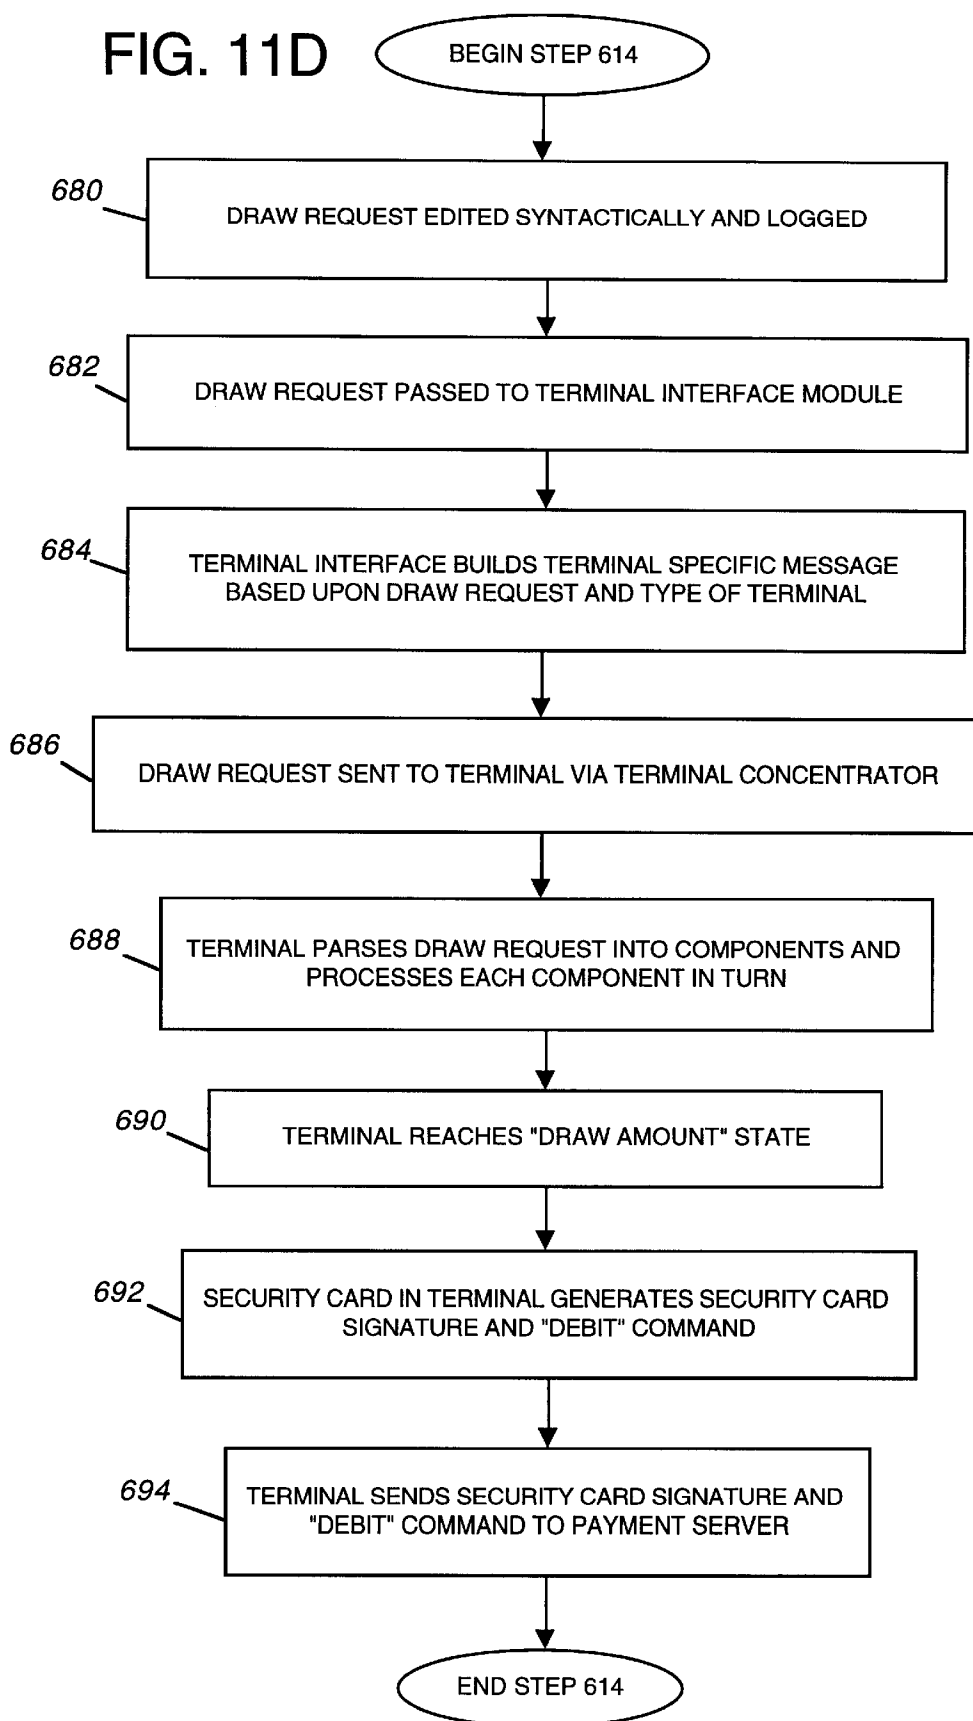 FIG. 11D
BEGIN STEP 614
680
DRAW REQUEST EDITED SYNTACTICALLY AND LOGGED
682
DRAW REQUEST PASSED TO TERMINAL INTERFACE MODULE
684
TERMINAL INTERFACE BUILDS TERMINAL SPECIFIC MESSAGE
BASED UPON DRAW REQUEST AND TYPE OF TERMINAL
686
DRAW REQUEST SENT TO TERMINAL VIA TERMINAL CONCENTRATOR
688
TERMINAL PARSES DRAW REQUEST INTO COMPONENTS AND
PROCESSES EACH COMPONENT IN TURN
690
TERMINAL REACHES "DRAW AMOUNT" STATE
692
SECURITY CARD IN TERMINAL GENERATES SECURITY CARD
SIGNATURE AND "DEBIT" COMMAND
694
TERMINAL SENDS SECURITY CARD SIGNATURE AND
"DEBIT" COMMAND TO PAYMENT SERVER
END STEP 614